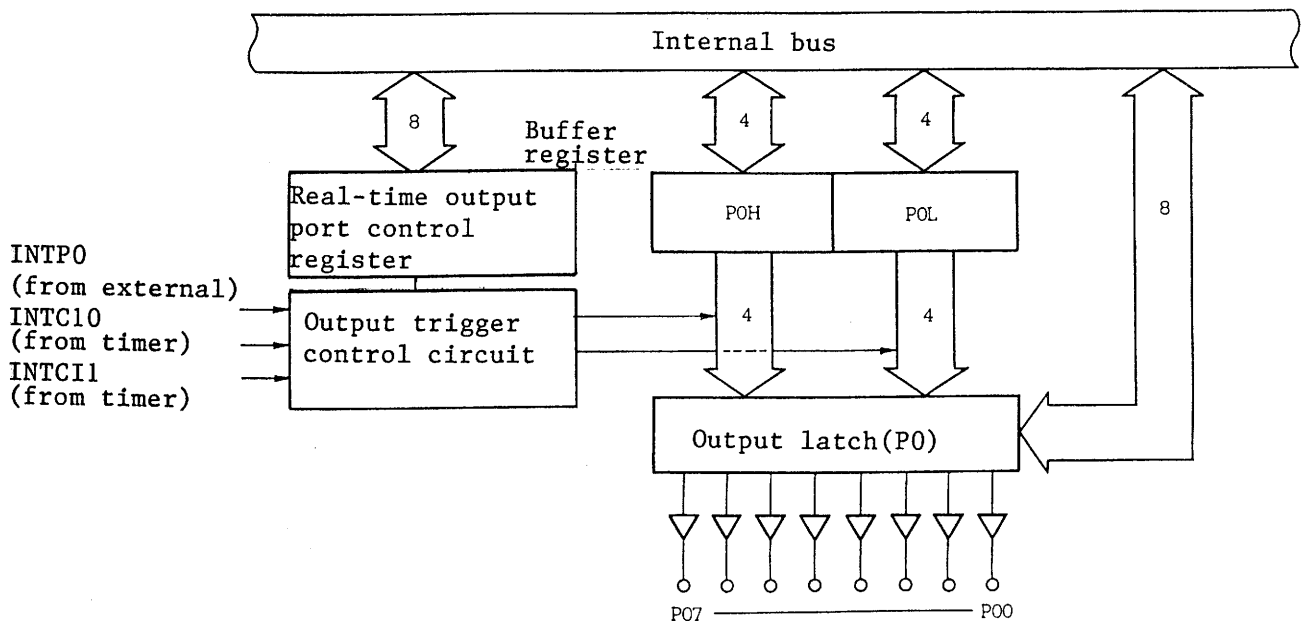 Internal bus
8
4
4
Buffer
register
Real-time output
port control
register
P0H
P0L
8
INTP0
(from external)
INTC10
(from timer)
INTCI1
(from timer)
Output trigger
control circuit
4
4
Output latch(P0)
P07
P00